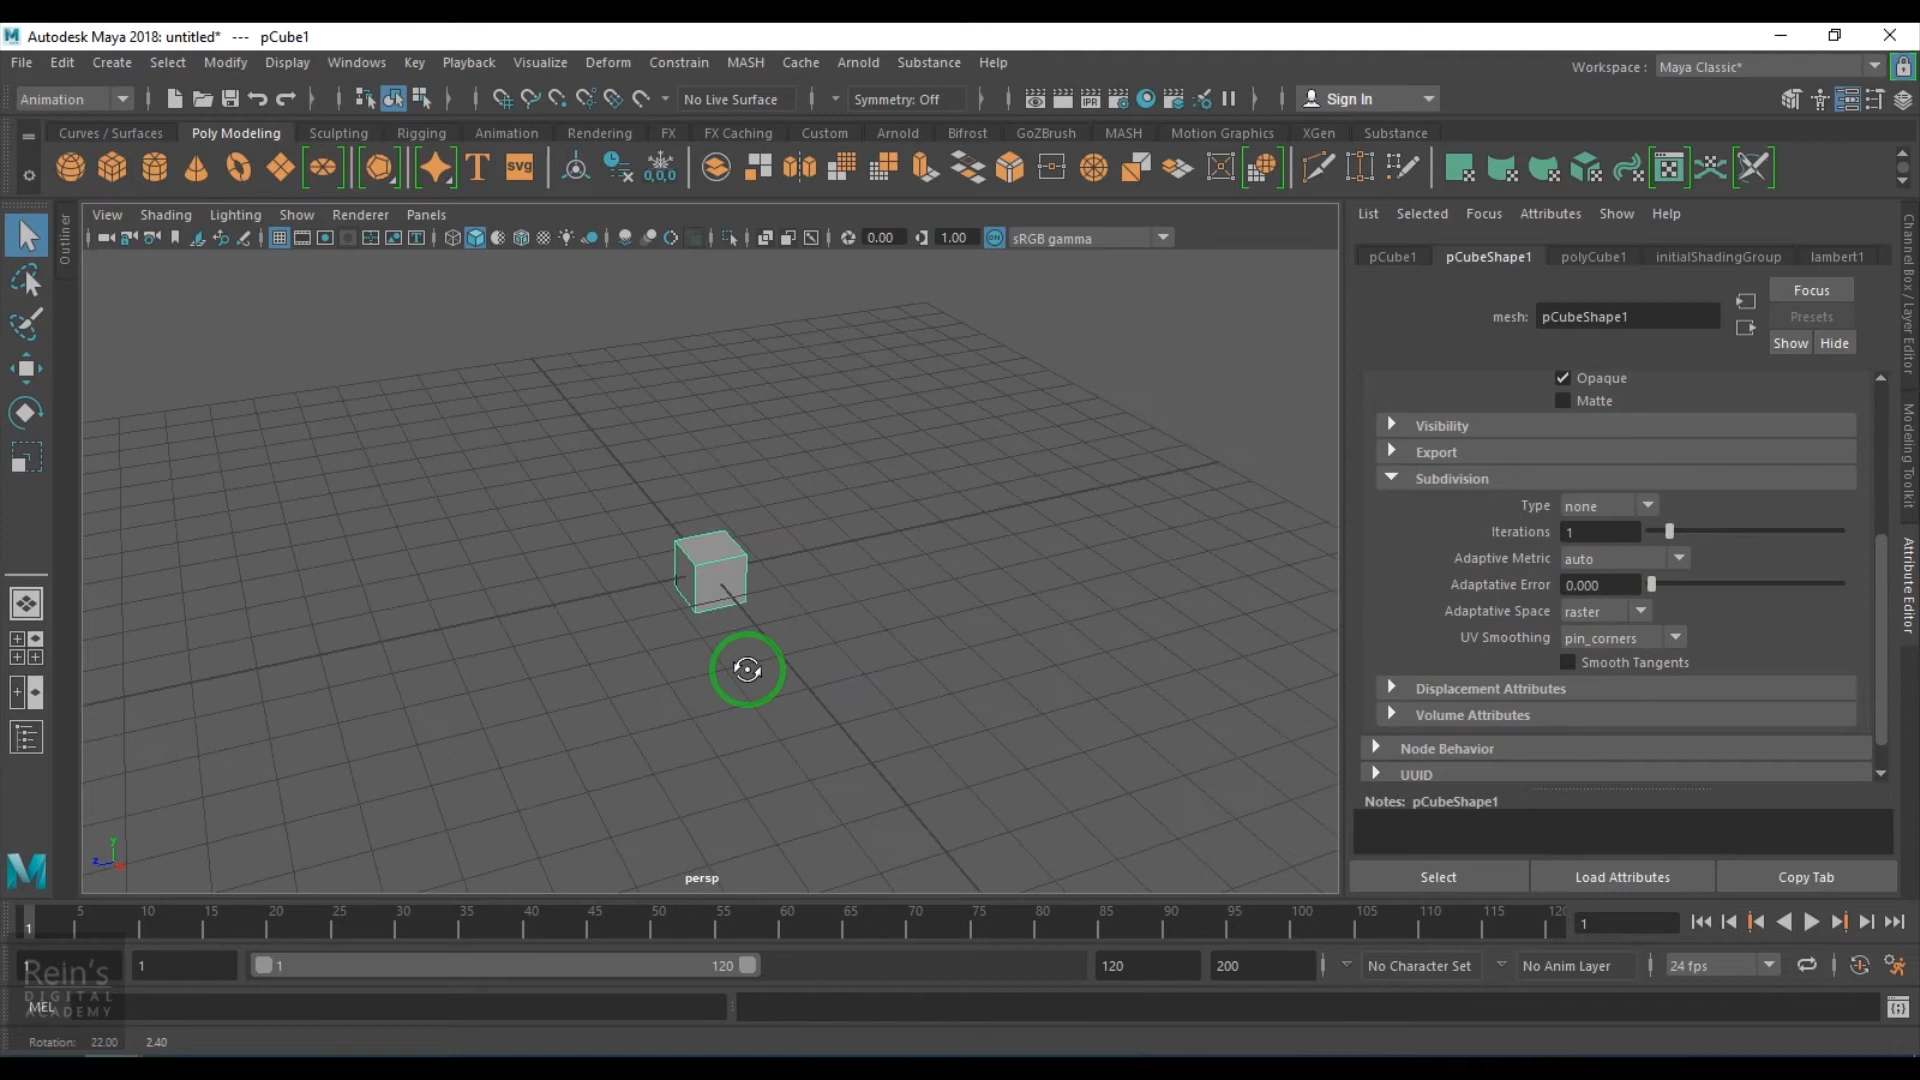 Autodesk Maya 2018: untitled* --- pCube1
File Edit Create Select Modify Display Windows Key Playback Visualize Deform Constrain MASH Cache Arnold Substance Help
Workspace : Maya Classic*
Animation No Live Surface Symmetry: Off IPR Sign In
Curves / Surfaces Poly Modeling Sculpting Rigging Animation Rendering FX FX Caching Custom Arnold Bifrost GoZBrush MASH Motion Graphics XGen Substance
T svg 0,0,0
View Shading Lighting Show Renderer Panels
0.00 1.00 ON sRGB gamma
Outliner
List Selected Focus Attributes Show Help
pCube1 pCubeShape1 polyCube1 initialShadingGroup lambert1
Focus
mesh: pCubeShape1 Presets
Show Hide
Opaque
Matte
Visibility
Export
Subdivision
Type none
Iterations 1
Adaptive Metric auto
Adaptative Error 0.000
Adaptative Space raster
UV Smoothing pin_corners
Smooth Tangents
Displacement Attributes
Volume Attributes
Node Behavior
UUID
Notes: pCubeShape1
Select Load Attributes Copy Tab
Channel Box / Layer Editor
Modeling Toolkit
Attribute Editor
y
z
persp
5 10 15 20 25 30 35 40 45 50 55 60 65 70 75 80 85 90 95 100 105 110 115 120
1 1
1 1 1 120 120 200 No Character Set No Anim Layer 24 fps
Rein's
DIGITAL
ACADEMY
MEL
Rotation: 22.00 2.40